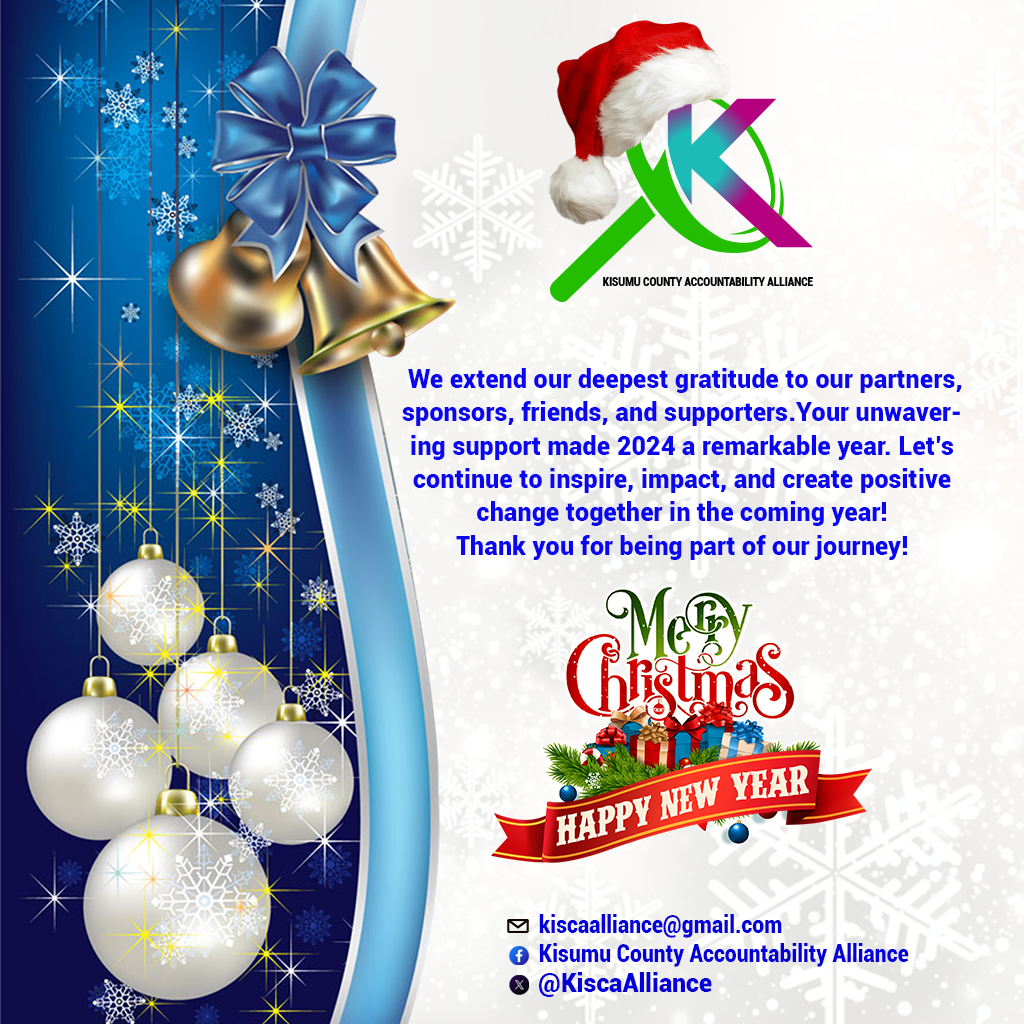 K
KISUMU COUNTY ACCOUNTABILITY ALLIANCE
We extend our deepest gratitude to our partners,
sponsors, friends, and supporters.Your unwaver-
ing support made 2024 a remarkable year. Let's
continue to inspire, impact, and create positive
change together in the coming year!
Thank you for being part of our journey!
Merry
Christmas
HAPPY NEW YEAR
kiscaalliance@gmail.com
Kisumu County Accountability Alliance
@KiscaAlliance